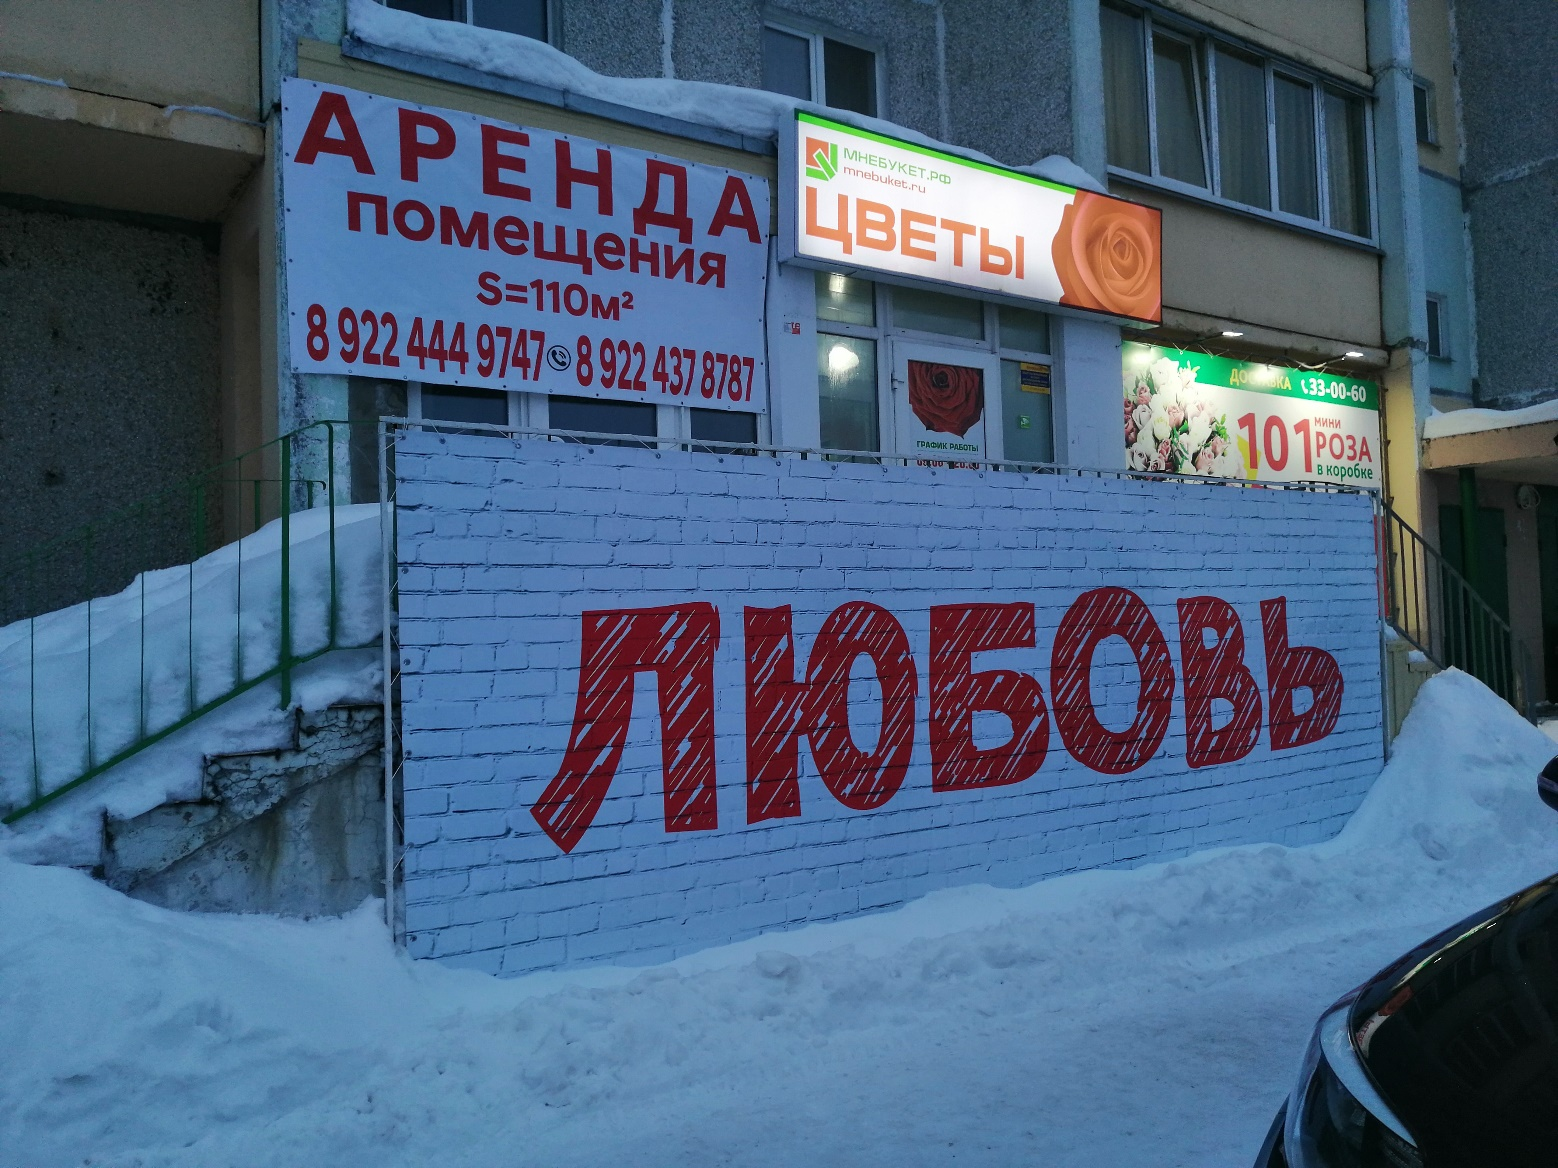 АРЕНДА
помещения
S=110м²
8 922 444 9747 8 922 437 8787
МНЕБУКЕТ.РФ
mnebuket.ru
ЦВЕТЫ
ГРАФИК РАБОТЫ
ДОСТАВКА 33-00-60
101 МИНИ
РОЗА
в коробке
ЛЮБОВЬ